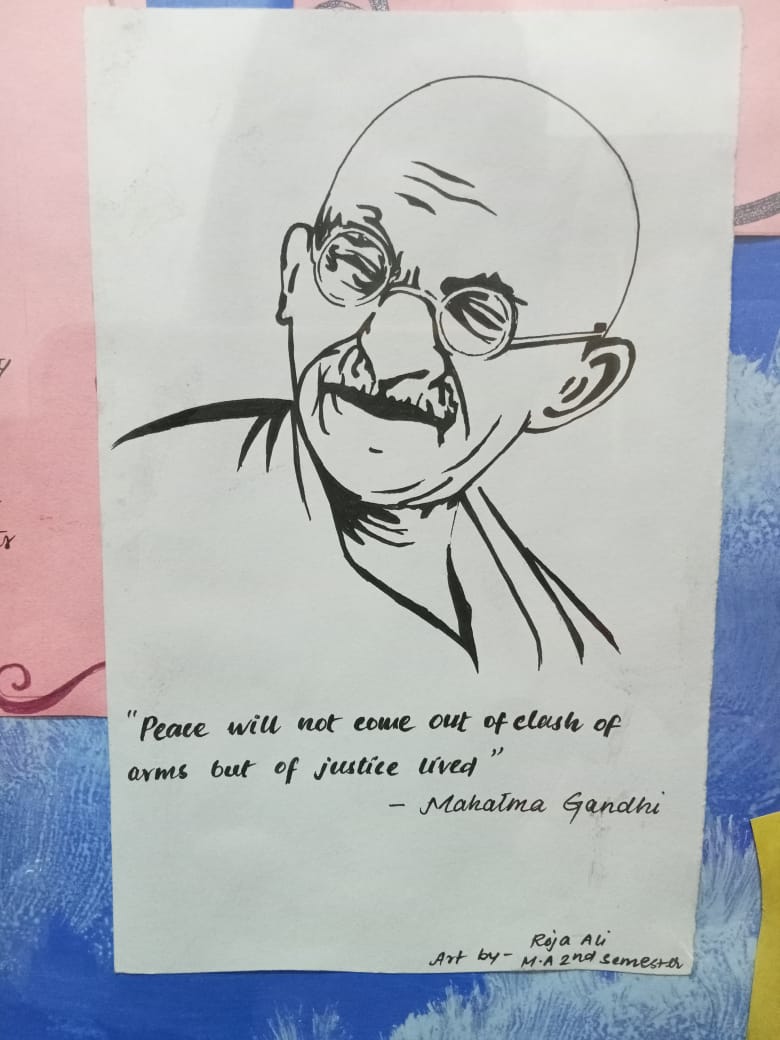 "Peace will not come out of clash of
arms but of justice lived"
- Mahatma Gandhi
Roja Ali
Art by- M.A 2nd semester